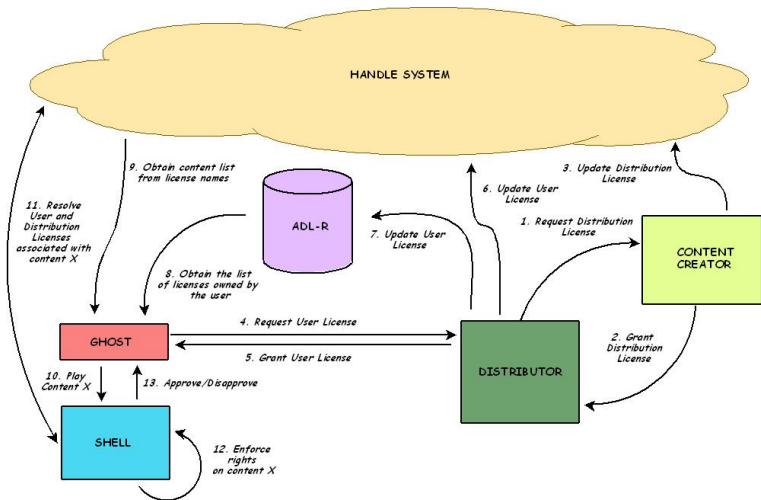 HANDLE SYSTEM
9. Obtain content list
from license names
3. Update Distribution
License
6. Update User
License
1. Request Distribution
License
11. Resolve
User and
Distribution
Licenses
associated with
content X
ADL-R
7. Update User
License
CONTENT
CREATOR
8. Obtain the list
of licenses owned by
the user
4. Request User License
GHOST
5. Grant User License
2. Grant
Distribution
License
DISTRIBUTOR
10. Play
Content X
13. Approve/Disapprove
SHELL
12. Enforce
rights
on content X